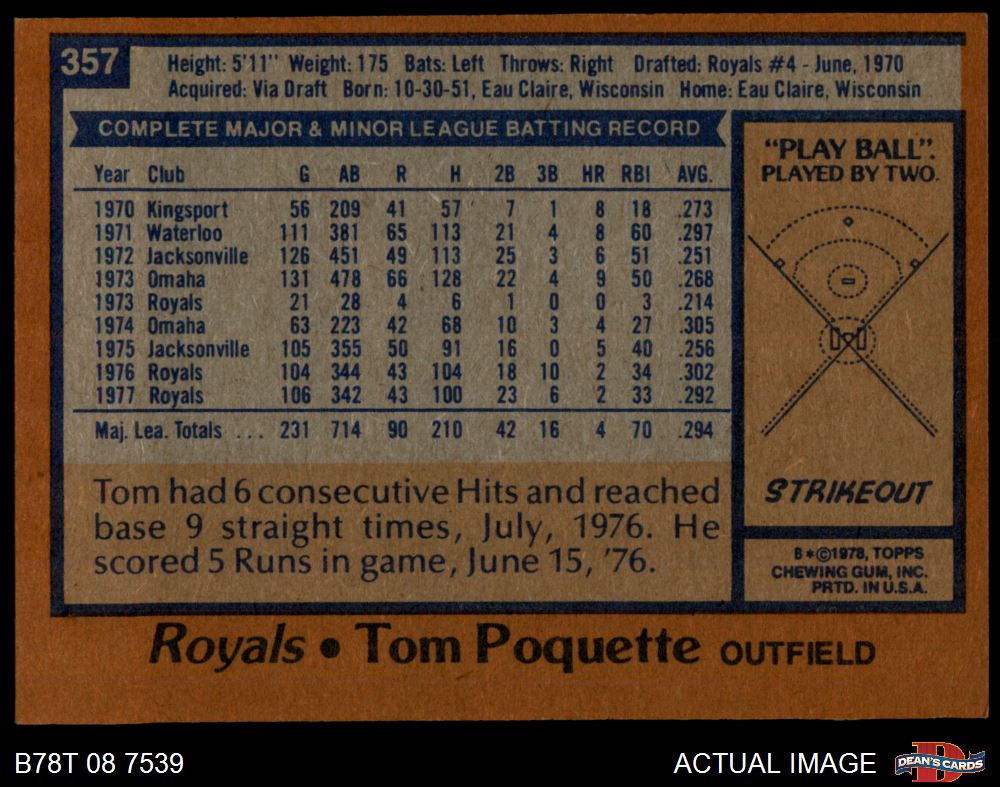 357
Height: 5'11" Weight: 175 Bats: Left Throws: Right Drafted: Royals #4 - June, 1970
Acquired: Via Draft Born: 10-30-51, Eau Claire, Wisconsin Home: Eau Claire, Wisconsin
COMPLETE MAJOR & MINOR LEAGUE BATTING RECORD
Year Club G AB R H 2B 3B HR RBI AVG.
1970 Kingsport 56 209 41 57 7 1 8 18 .273
1971 Waterloo 111 381 65 113 21 4 8 60 .297
1972 Jacksonville 126 451 49 113 25 3 6 51 .251
1973 Omaha 131 478 66 128 22 4 9 50 .268
1973 Royals 21 28 4 6 1 0 0 3 .214
1974 Omaha 63 223 42 68 10 3 4 27 .305
1975 Jacksonville 105 355 50 91 16 0 5 40 .256
1976 Royals 104 344 43 104 18 10 2 34 .302
1977 Royals 106 342 43 100 23 6 2 33 .292
Maj. Lea. Totals ... 231 714 90 210 42 16 4 70 .294
Tom had 6 consecutive Hits and reached
base 9 straight times, July, 1976. He
scored 5 Runs in game, June 15, '76.
"PLAY BALL".
PLAYED BY TWO.
STRIKEOUT
B*©1978, TOPPS
CHEWING GUM, INC.
PRTD. IN U.S.A.
Royals • Tom Poquette OUTFIELD
B78T 08 7539
ACTUAL IMAGE
D
DEAN'S CARDS